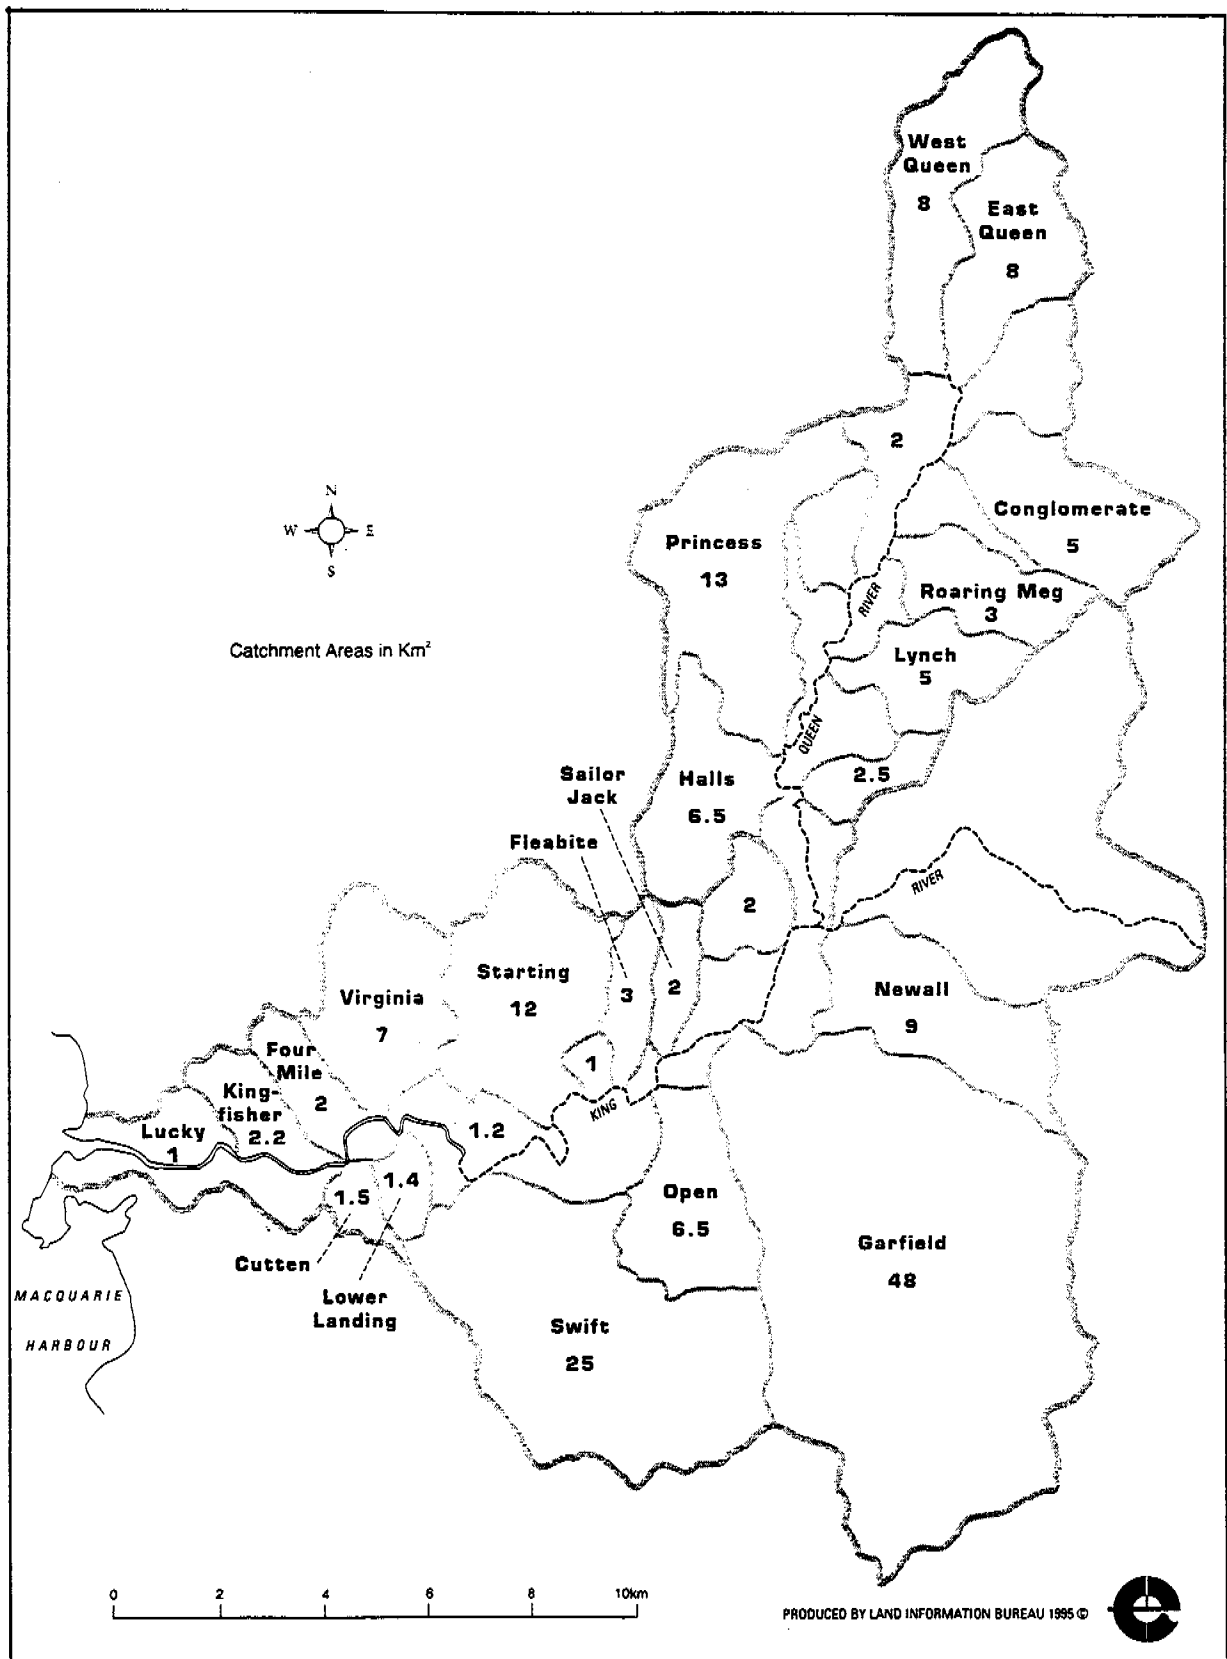 West
Queen
8
East
Queen
8
2
Conglomerate
5
Princess
13
Roaring Meg
3
RIVER
Lynch
5
QUEEN
2.5
N
W E
S
Catchment Areas in Km²
Halls
6.5
Sailor
Jack
Fleabite
2
RIVER
Starting
12
3
2
Newall
9
Virginia
7
1
Four
Mile
2
King-
fisher
2.2
Lucky
1
KING
1.2
1.4
1.5
Open
6.5
Cutten
Lower
Landing
Garfield
48
Swift
25
MACQUARIE
HARBOUR
0 2 4 6 8 10km
PRODUCED BY LAND INFORMATION BUREAU 1995 ©